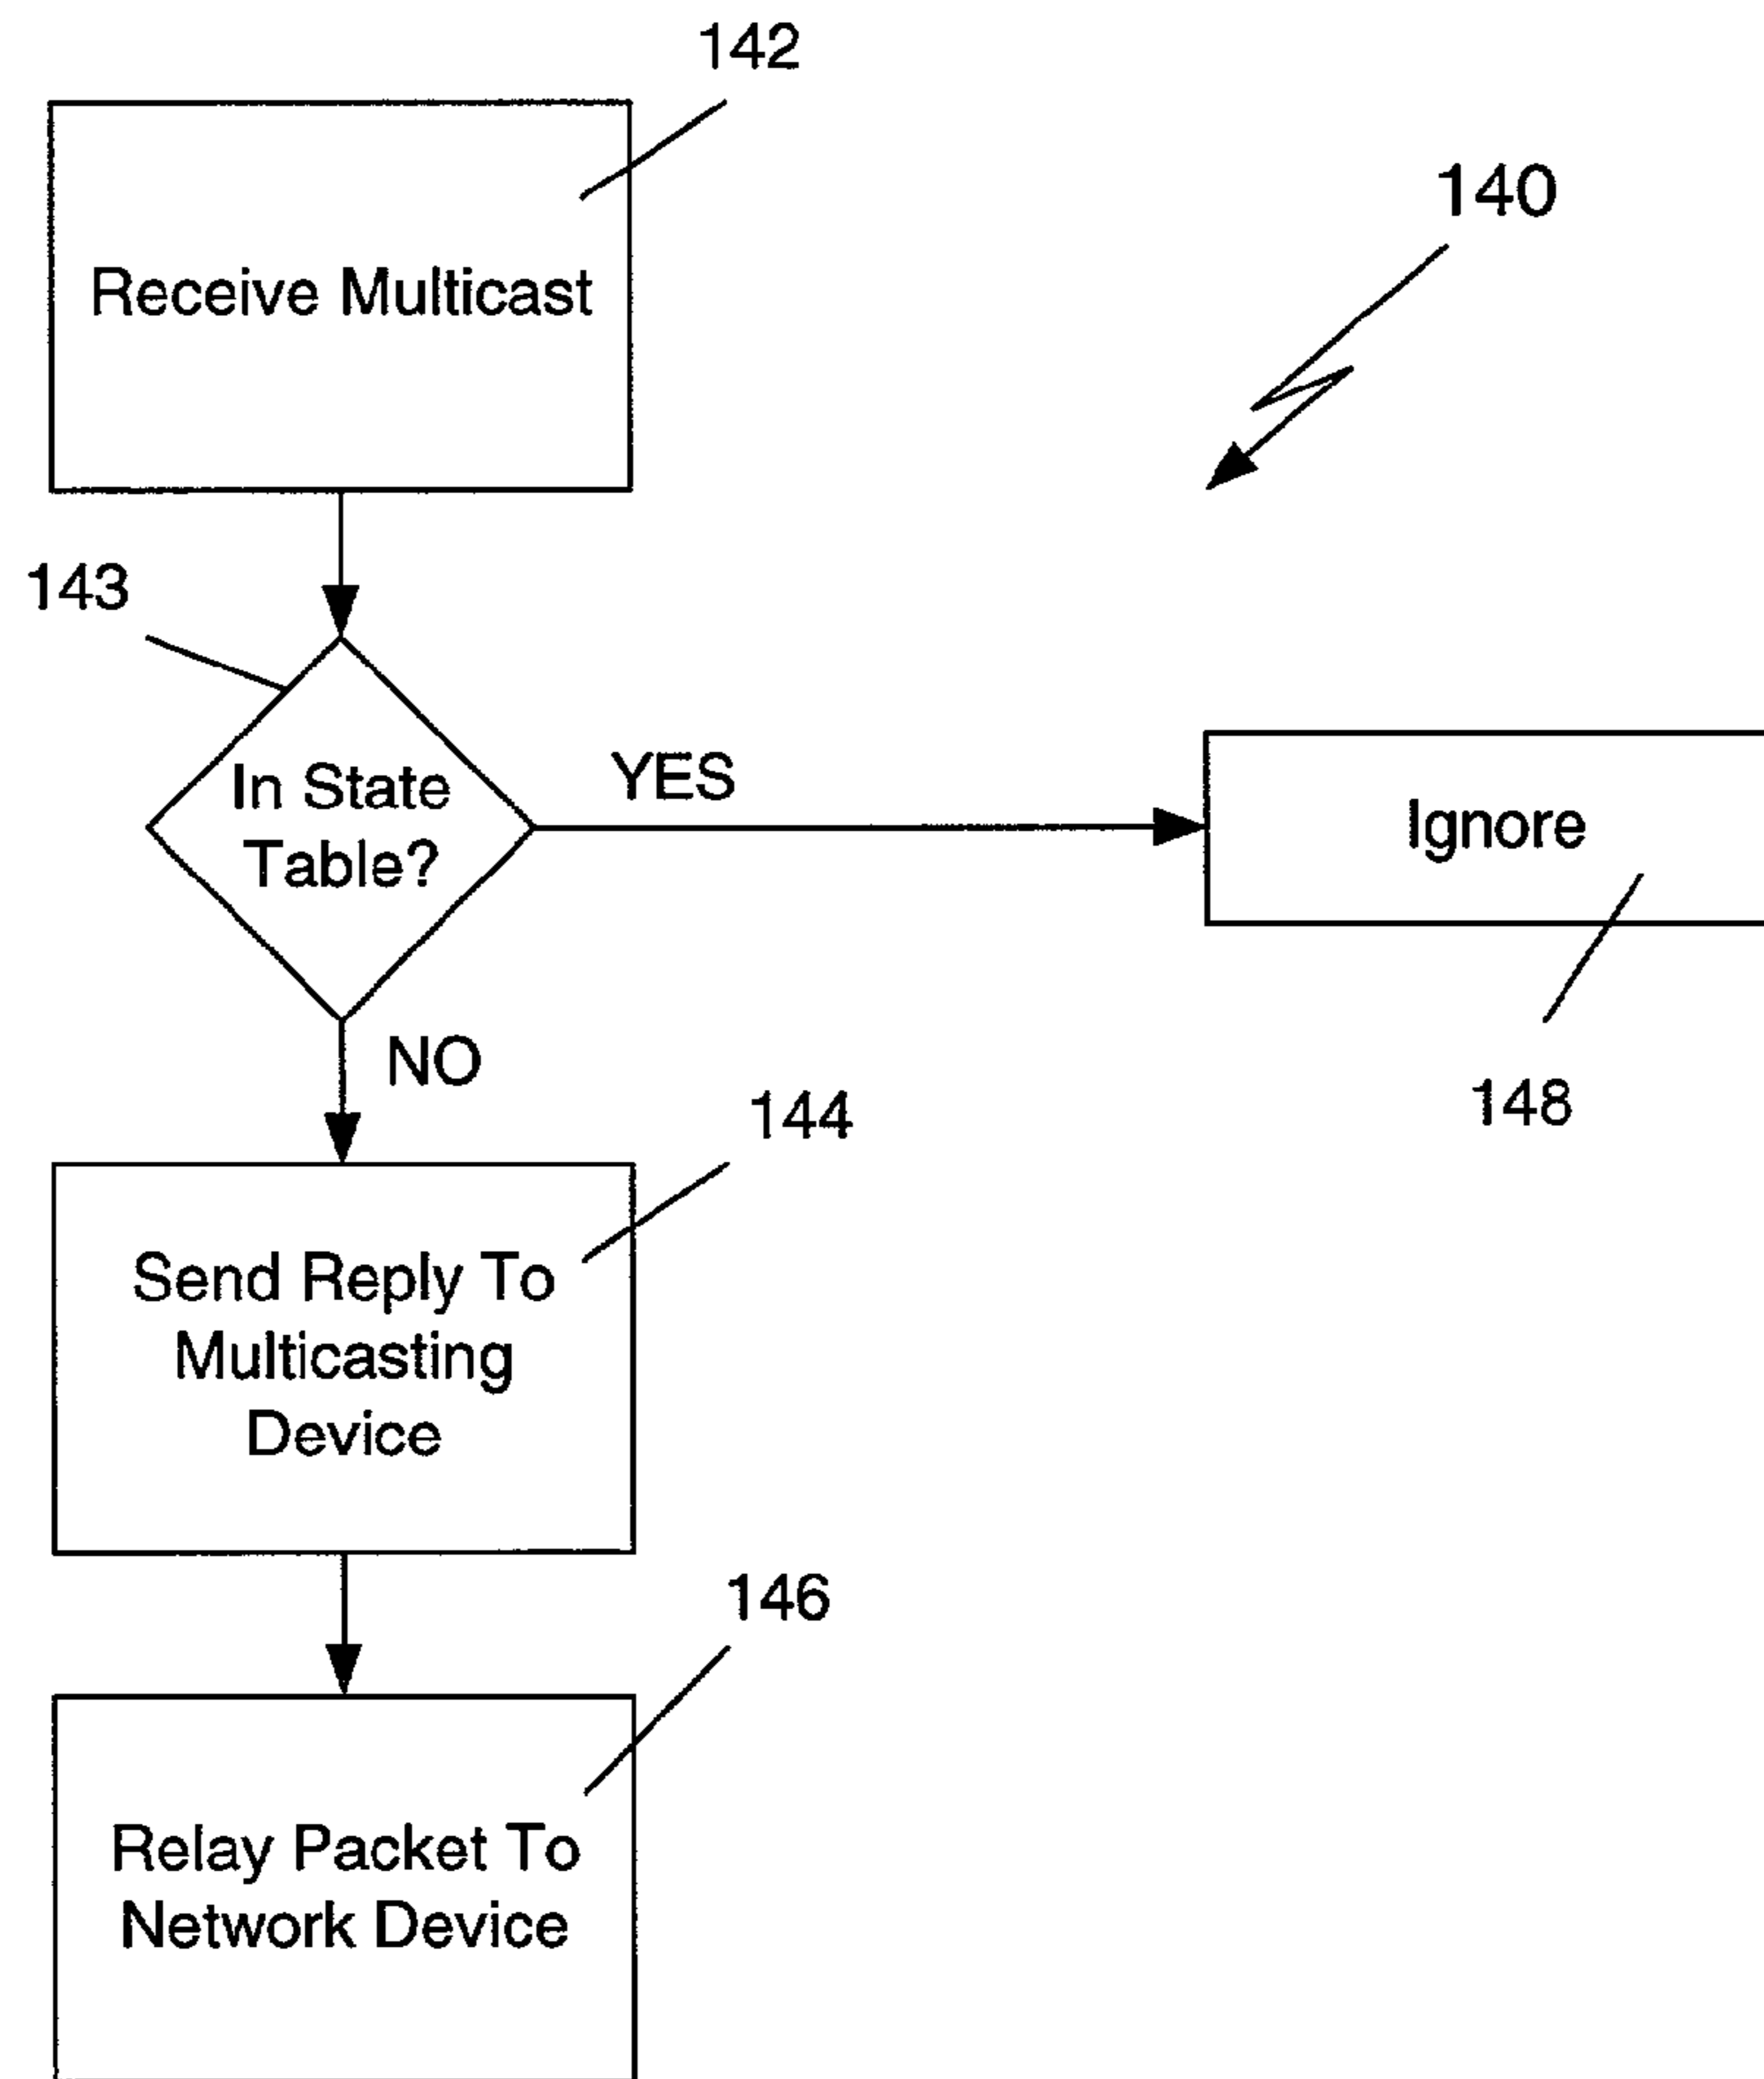 142
Receive Multicast
140
143
In State
Table?
YES
Ignore
148
NO
144
Send Reply To
Multicasting
Device
146
Relay Packet To
Network Device